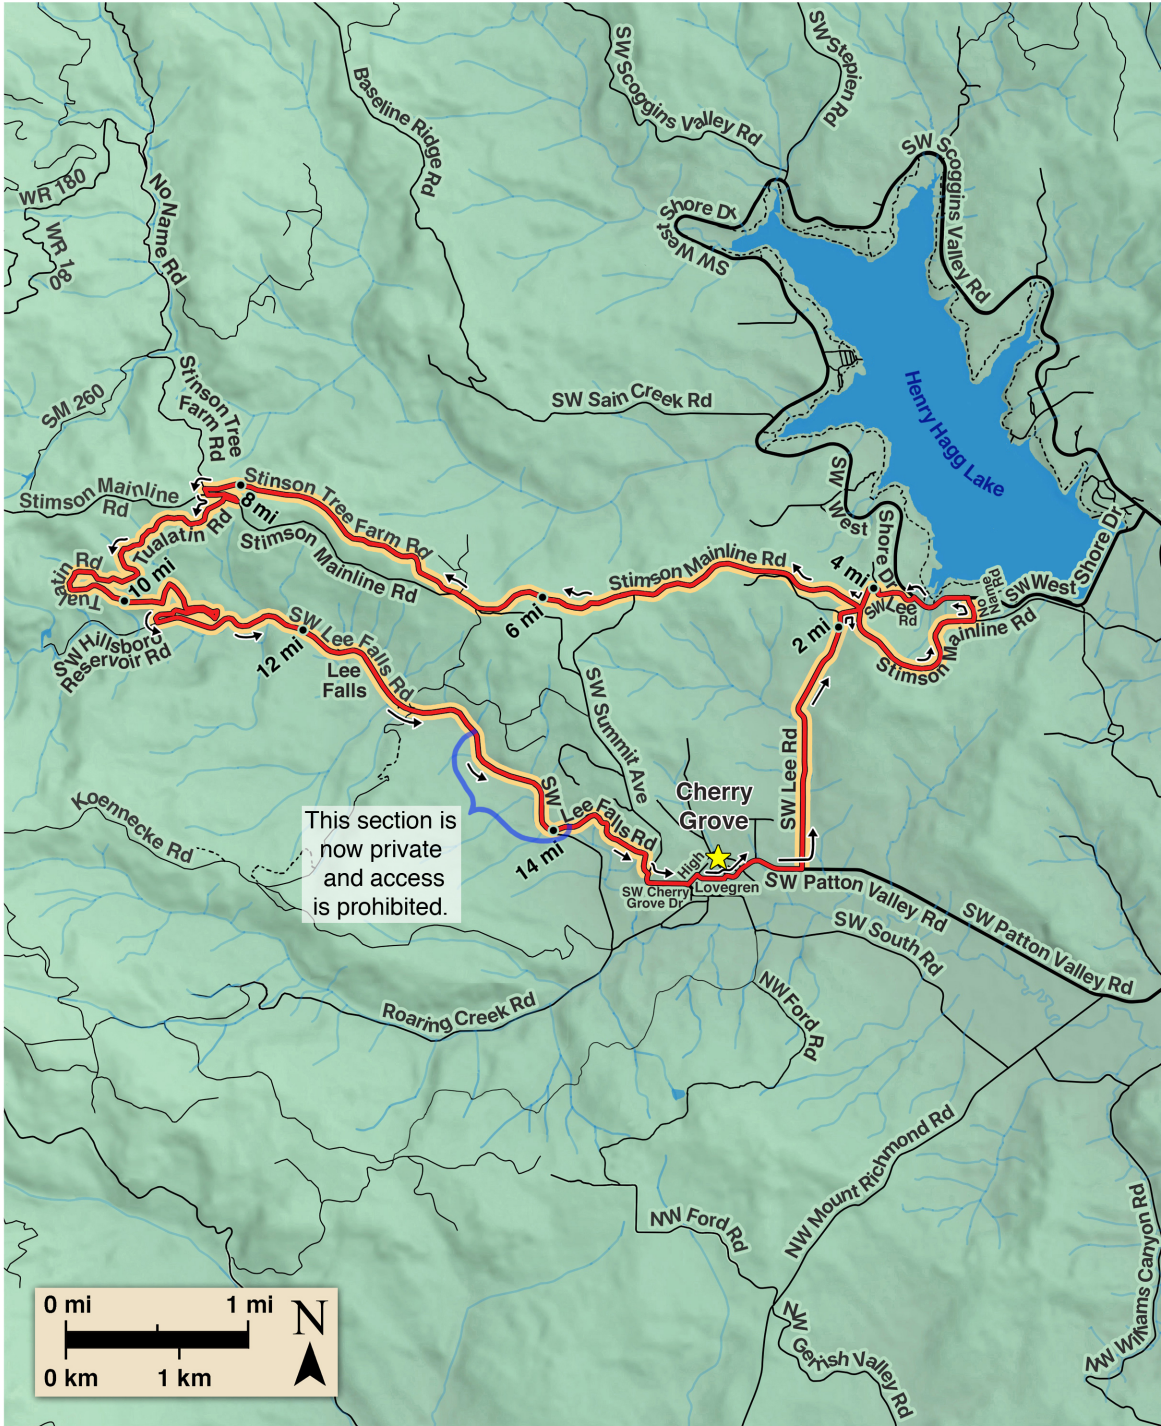 SW Scoggins Valley Rd
SW Stepien Rd
Baseline Ridge Rd
SW Scoggins Valley Rd
WR 180
No Name Rd
WR 180
Shore Dr
SW West
Henry Hagg Lake
Stinson Tree
Farm Rd
SM 260
SW Sain Creek Rd
SW West
Shore Dr
SW West Shore Dr
Stimson Mainline
Rd
Stinson Tree Farm Rd
8 mi
Tualatin Rd
Stimson Mainline Rd
Stimson Mainline Rd
4 mi
SW Lee
Rd
No
Name
Rd
Tualatin Rd
10 mi
6 mi
2 mi
Stimson Mainline Rd
SW Hillsboro
Reservoir Rd
12 mi
SW Lee Falls Rd
Lee
Falls
SW Summit Ave
SW Lee Rd
Cherry
Grove
Koennecke Rd
This section is
now private
and access
is prohibited.
SW Lee Falls Rd
14 mi
High
SW Cherry
Grove Dr
Lovegren
SW Patton Valley Rd
SW Patton Valley Rd
SW South Rd
NW Ford Rd
Roaring Creek Rd
NW Mount Richmond Rd
NW Ford Rd
NW Williams Canyon Rd
NW Gerrish Valley Rd
0 mi
1 mi
N
0 km
1 km